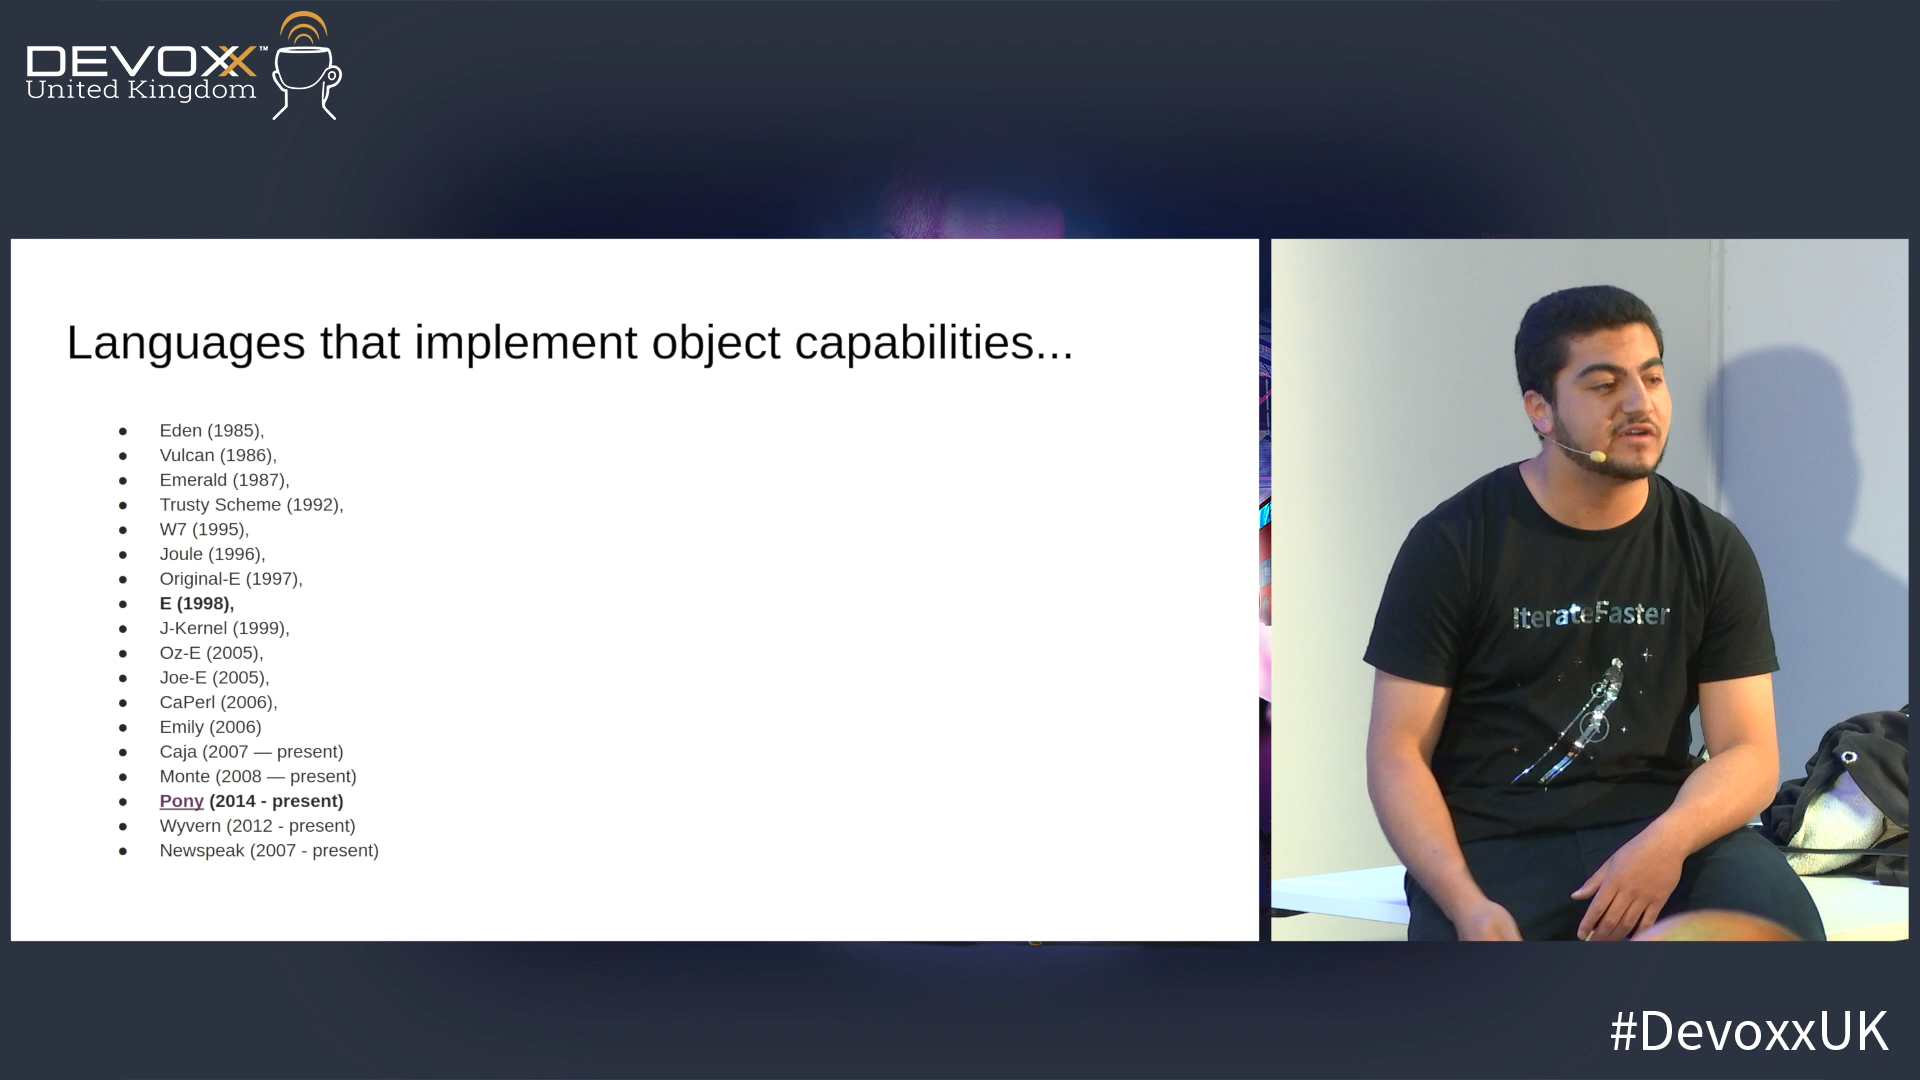 DEVOXX™
United Kingdom
Languages that implement object capabilities...
● Eden (1985),
● Vulcan (1986),
● Emerald (1987),
● Trusty Scheme (1992),
● W7 (1995),
● Joule (1996),
● Original-E (1997),
● E (1998),
● J-Kernel (1999),
● Oz-E (2005),
● Joe-E (2005),
● CaPerl (2006),
● Emily (2006)
● Caja (2007 — present)
● Monte (2008 — present)
● Pony (2014 - present)
● Wyvern (2012 - present)
● Newspeak (2007 - present)
IterateFaster
#DevoxxUK